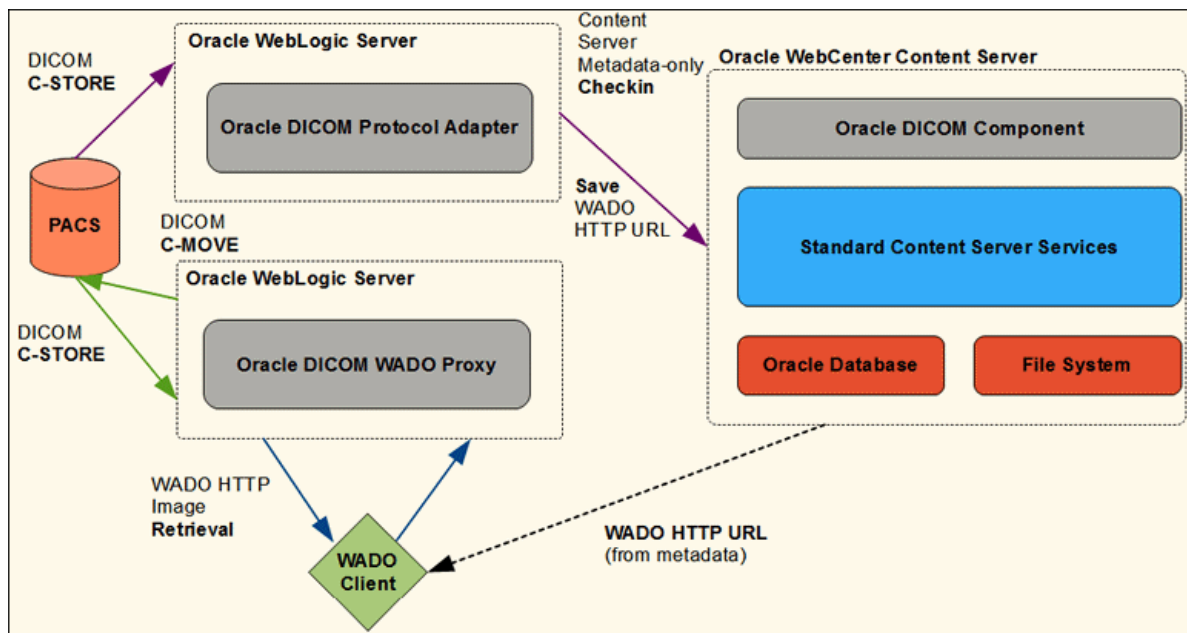 Oracle WebLogic Server
DICOM
C-STORE
Oracle DICOM Protocol Adapter
Content
Server
Metadata-only
Checkin
Oracle WebCenter Content Server
Oracle DICOM Component
Save
WADO
HTTP URL
Standard Content Server Services
Oracle Database
File System
PACS
DICOM
C-MOVE
Oracle WebLogic Server
DICOM
C-STORE
Oracle DICOM WADO Proxy
WADO HTTP
Image
Retrieval
WADO
Client
WADO HTTP URL
(from metadata)